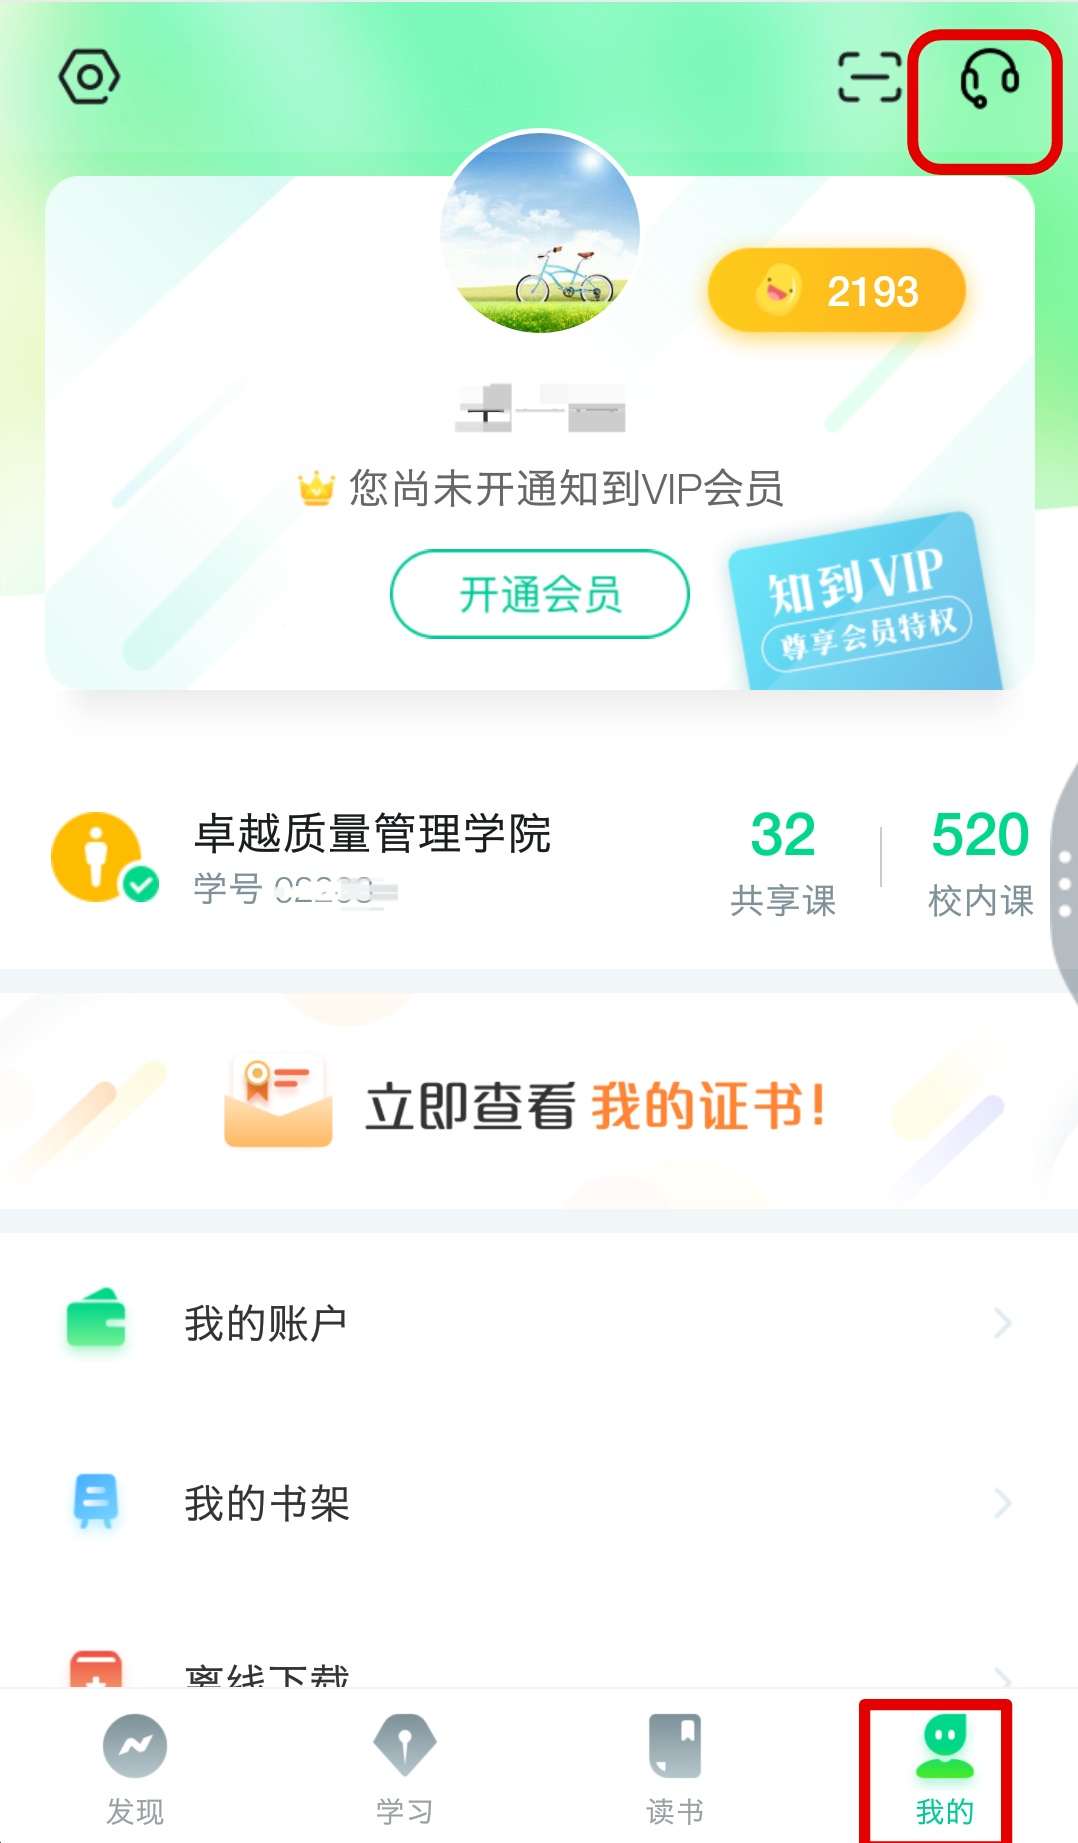 2193
您尚未开通知到VIP会员
开通会员
知到VIP
尊享会员特权
卓越质量管理学院
学号
32
共享课
520
校内课
立即查看 我的证书!
我的账户
我的书架
离线下载
发现
学习
读书
我的